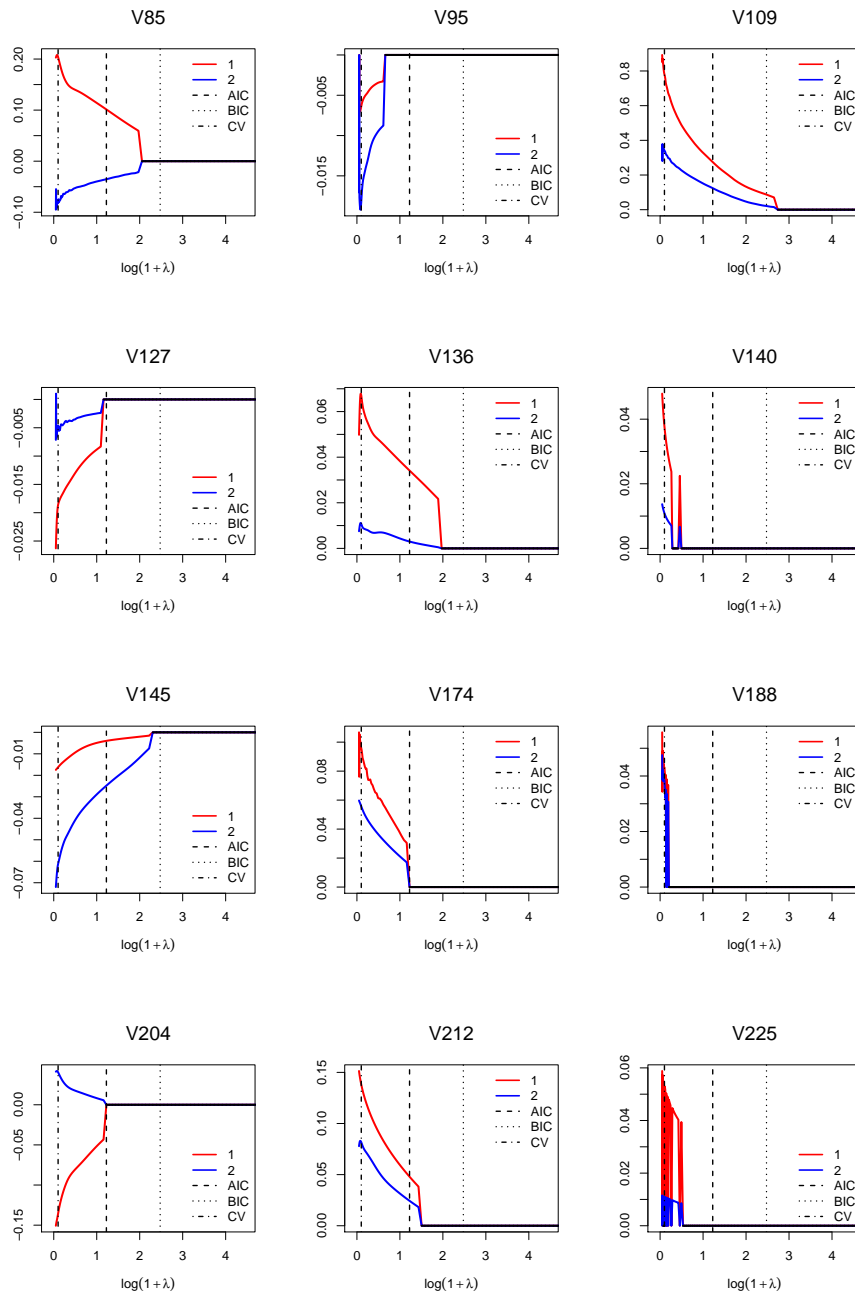 V85
V95
V109
0.20
0.10
0.00
−0.10
1
2
AIC
BIC
CV
0 1 2 3 4
log(1+λ)
−0.005
−0.015
1
2
AIC
BIC
CV
0 1 2 3 4
log(1+λ)
0.8
0.6
0.4
0.2
0.0
1
2
AIC
BIC
CV
0 1 2 3 4
log(1+λ)
V127
V136
V140
−0.005
−0.015
−0.025
1
2
AIC
BIC
CV
0 1 2 3 4
log(1+λ)
0.06
0.04
0.02
0.00
1
2
AIC
BIC
CV
0 1 2 3 4
log(1+λ)
0.04
0.02
0.00
1
2
AIC
BIC
CV
0 1 2 3 4
log(1+λ)
V145
V174
V188
−0.01
−0.04
−0.07
1
2
AIC
BIC
CV
0 1 2 3 4
log(1+λ)
0.08
0.04
0.00
1
2
AIC
BIC
CV
0 1 2 3 4
log(1+λ)
0.04
0.02
0.00
1
2
AIC
BIC
CV
0 1 2 3 4
log(1+λ)
V204
V212
V225
0.00
−0.05
−0.15
1
2
AIC
BIC
CV
0 1 2 3 4
log(1+λ)
0.15
0.10
0.05
0.00
1
2
AIC
BIC
CV
0 1 2 3 4
log(1+λ)
0.06
0.04
0.02
0.00
1
2
AIC
BIC
CV
0 1 2 3 4
log(1+λ)